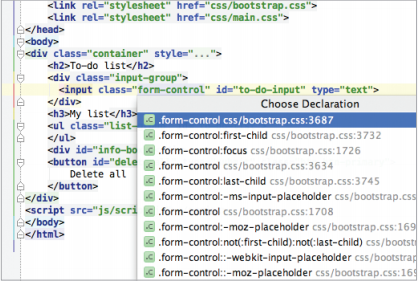 <link rel="stylesheet" href="css/bootstrap.css">
<link rel="stylesheet" href="css/main.css">
</head>
<body>
<div class="container" style="...">
<h2>To-do list</h2>
<div class="input-group">
<input class="form-control" id="to-do-input" type="text">
</div>
<h3>My list</h3>
<ul class="list-
</ul>
<div id="info-bo
<button id="dele
Delete all
</button>
</div>
<script src="js/scri
</body>
</html>
Choose Declaration
.form-control css/bootstrap.css:3687
.form-control:first-child css/bootstrap.css:3732
.form-control:focus css/bootstrap.css:1726
.form-control css/bootstrap.css:3634
.form-control:last-child css/bootstrap.css:3745
.form-control:-ms-input-placeholder css/bootstrap.css
.form-control css/bootstrap.css:1708
.form-control:-moz-placeholder css/bootstrap.css:169
.form-control:not(:first-child):not(:last-child) css/boots
.form-control::-webkit-input-placeholder css/bootstrap.
.form-control::-moz-placeholder css/bootstrap.css:169